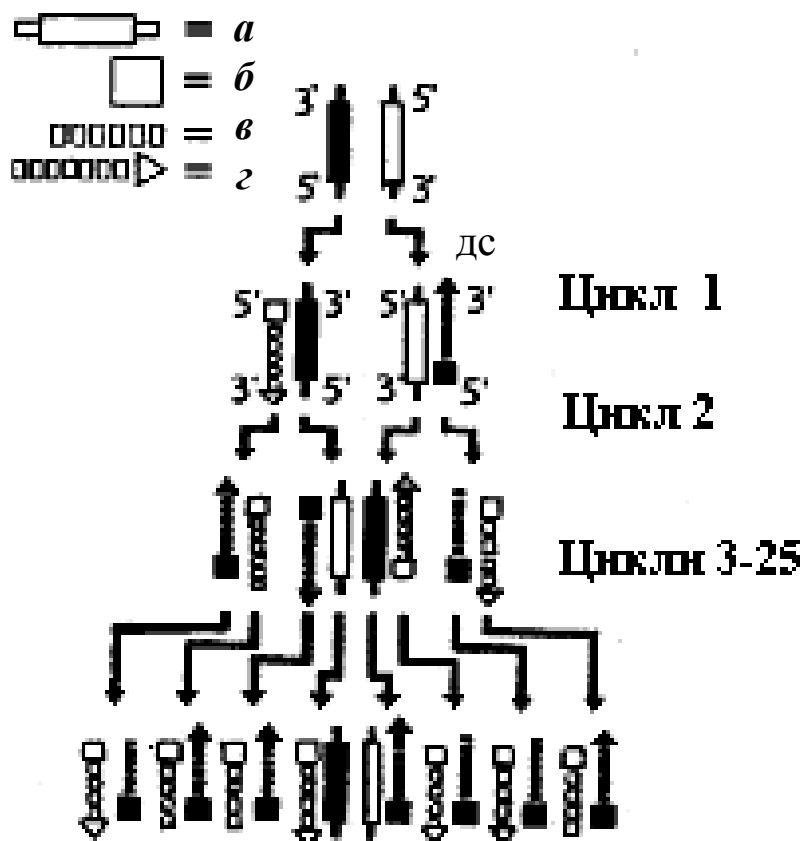 = а
= б
= в
= г
3' 5'
5' 3'
дс
Цикл 1
5' 3' 5' 3'
3' 5' 3' 5'
Цикл 2
Цикли 3-25